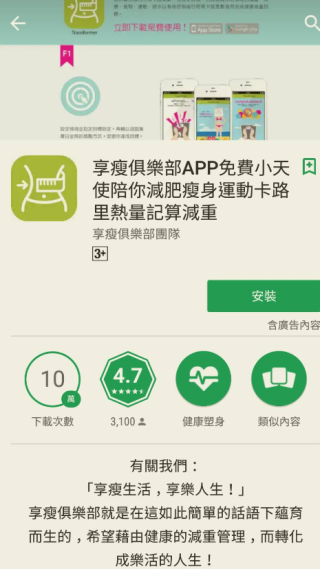 立即下載免費使用！
F1
享瘦俱樂部APP免費小天
使陪你減肥瘦身運動卡路
里熱量記算減重
享瘦俱樂部團隊
3+
安裝
含廣告內容
10
萬
4.7
下載次數
3,100
健康塑身
類似內容
有關我們：
「享瘦生活，享樂人生！」
享瘦俱樂部就是在這如此簡單的話語下蘊育
而生的，希望藉由健康的減重管理，而轉化
成樂活的人生！